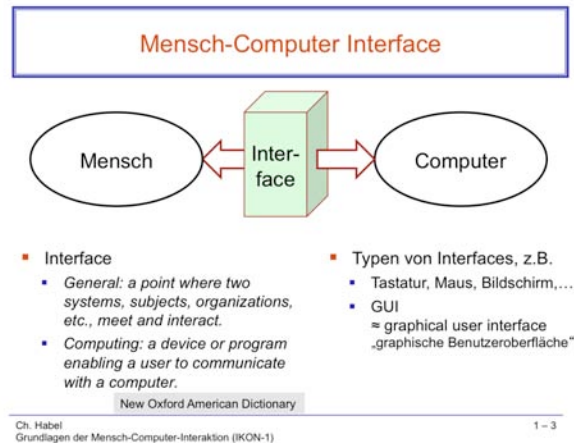 Mensch-Computer Interface
Mensch
Inter-
face
Computer
Interface
General: a point where two
systems, subjects, organizations,
etc., meet and interact.
Computing: a device or program
enabling a user to communicate
with a computer.
New Oxford American Dictionary
Typen von Interfaces, z.B.
Tastatur, Maus, Bildschirm,…
GUI
≈ graphical user interface
„graphische Benutzeroberfläche“
Ch. Habel
Grundlagen der Mensch-Computer-Interaktion (IKON-1)
1 – 3